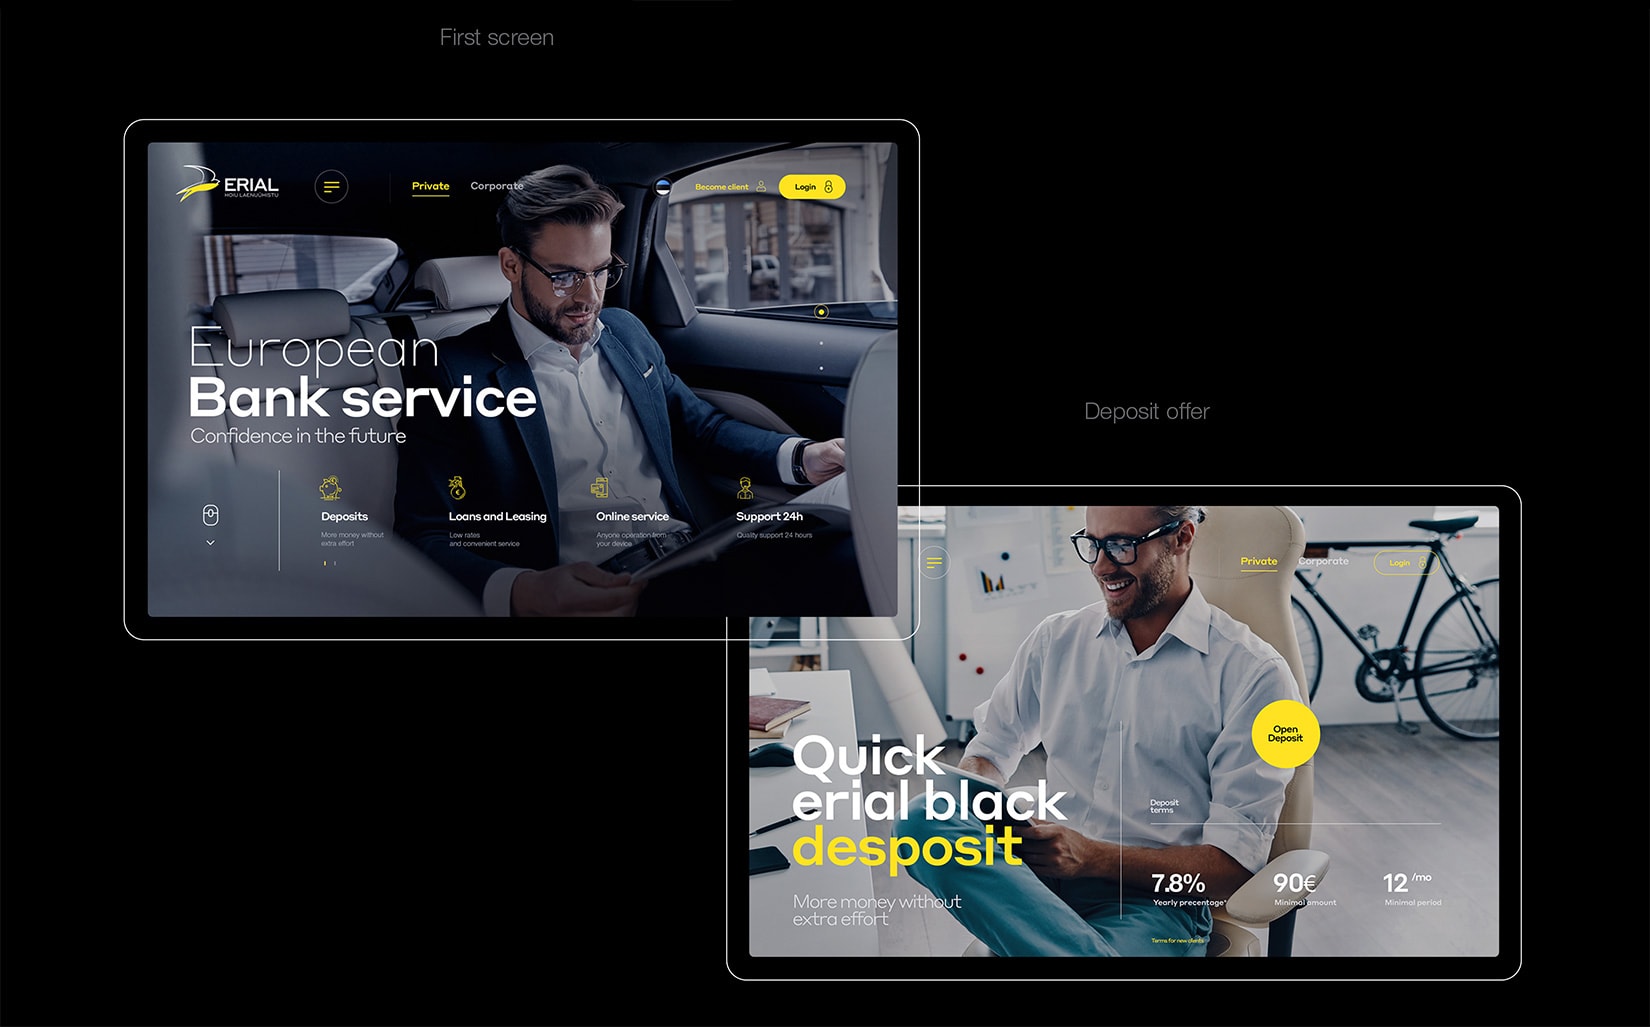 First screen
ERIAL
HOIU LAENUÜHISTU
Private
Corporate
Become client
Login
European
Bank service
Confidence in the future
Deposits
More money without
extra effort
Loans and Leasing
Low rates
and convenient service
Online service
Anyone operation from
your device
Support 24h
Quality support 24 hours
Deposit offer
Private
Corporate
Login
Open
Deposit
Quick
erial black
desposit
More money without
extra effort
Deposit
terms
7.8%
Yearly precentage*
90€
Minimal amount
12 /mo
Minimal period
Terms for new clients